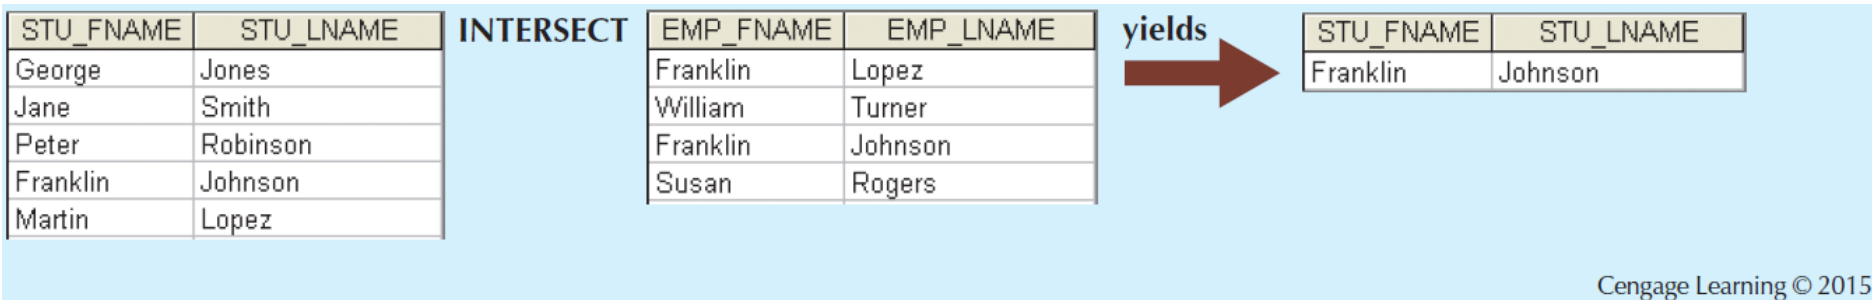 STU_FNAME STU_LNAME
George Jones
Jane Smith
Peter Robinson
Franklin Johnson
Martin Lopez
INTERSECT
EMP_FNAME EMP_LNAME
Franklin Lopez
William Turner
Franklin Johnson
Susan Rogers
yields
STU_FNAME STU_LNAME
Franklin Johnson
Cengage Learning © 2015